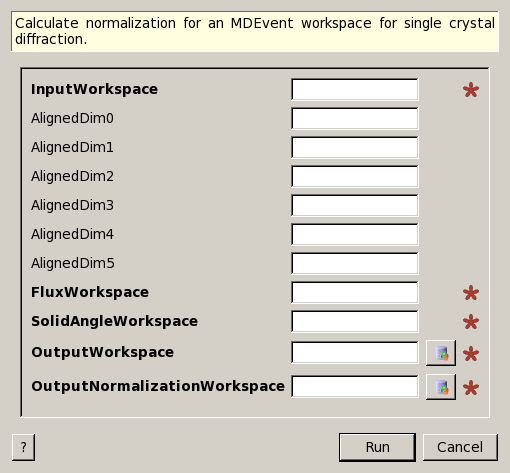 Calculate normalization for an MDEvent workspace for single crystal
diffraction.
InputWorkspace
AlignedDim0
AlignedDim1
AlignedDim2
AlignedDim3
AlignedDim4
AlignedDim5
FluxWorkspace
SolidAngleWorkspace
OutputWorkspace
OutputNormalizationWorkspace
? Run Cancel